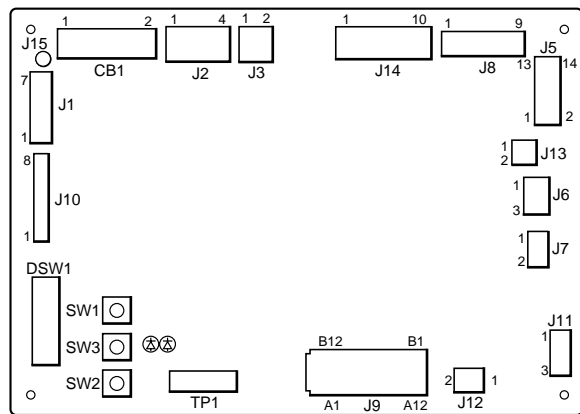 1 2 1 4 1 2 1 10 1 9
J15 CB1 J2 J3 J14 J8 J5
13 14
7
J1
1 1 2
8 1 J13
2
J10 1 J6
3
1 1 J7
2
DSW1
SW1
J11
1
SW3 B12 B1
3
SW2 2 1
TP1 A1 J9 A12 J12